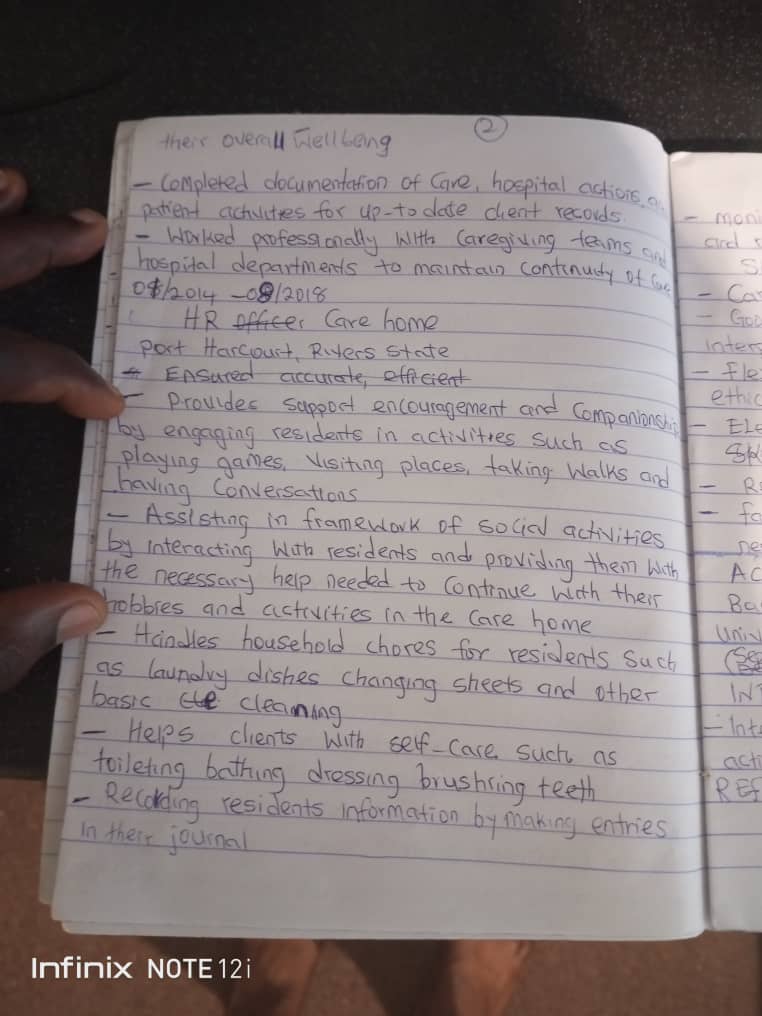 ②
their overall Wellbeing
- Completed documentation of Care, hospital actions,
patient activities for up-to date client records.
- Worked professionally With Caregiving teams and
hospital departments to maintain Continuity of Care
08/2014 -08/2018
HR officer Care home
Port Harcourt, Rivers State
Ensured accurate, efficient
- Provides Support encouragement and Companionship
by engaging residents in activities such as
playing games, Visiting places, taking Walks and
having Conversations
- Assisting in framework of social activities
by interacting With residents and providing them With
the necessary help needed to Continue With their
hobbies and activities in the Care home
- Handles household chores for residents such
as laundry dishes changing sheets and other
basic cle cleaning
- Helps clients With self-Care such as
toileting bathing dressing brushring teeth
- Recording residents information by making entries
in their journal
- moni
and
- Ca
- Goo
inters
- Fle
ethic
- Ele
- R
- fo
ne
AC
Ba
Univ
INT
- Int
acti
REf
Infinix NOTE 12i